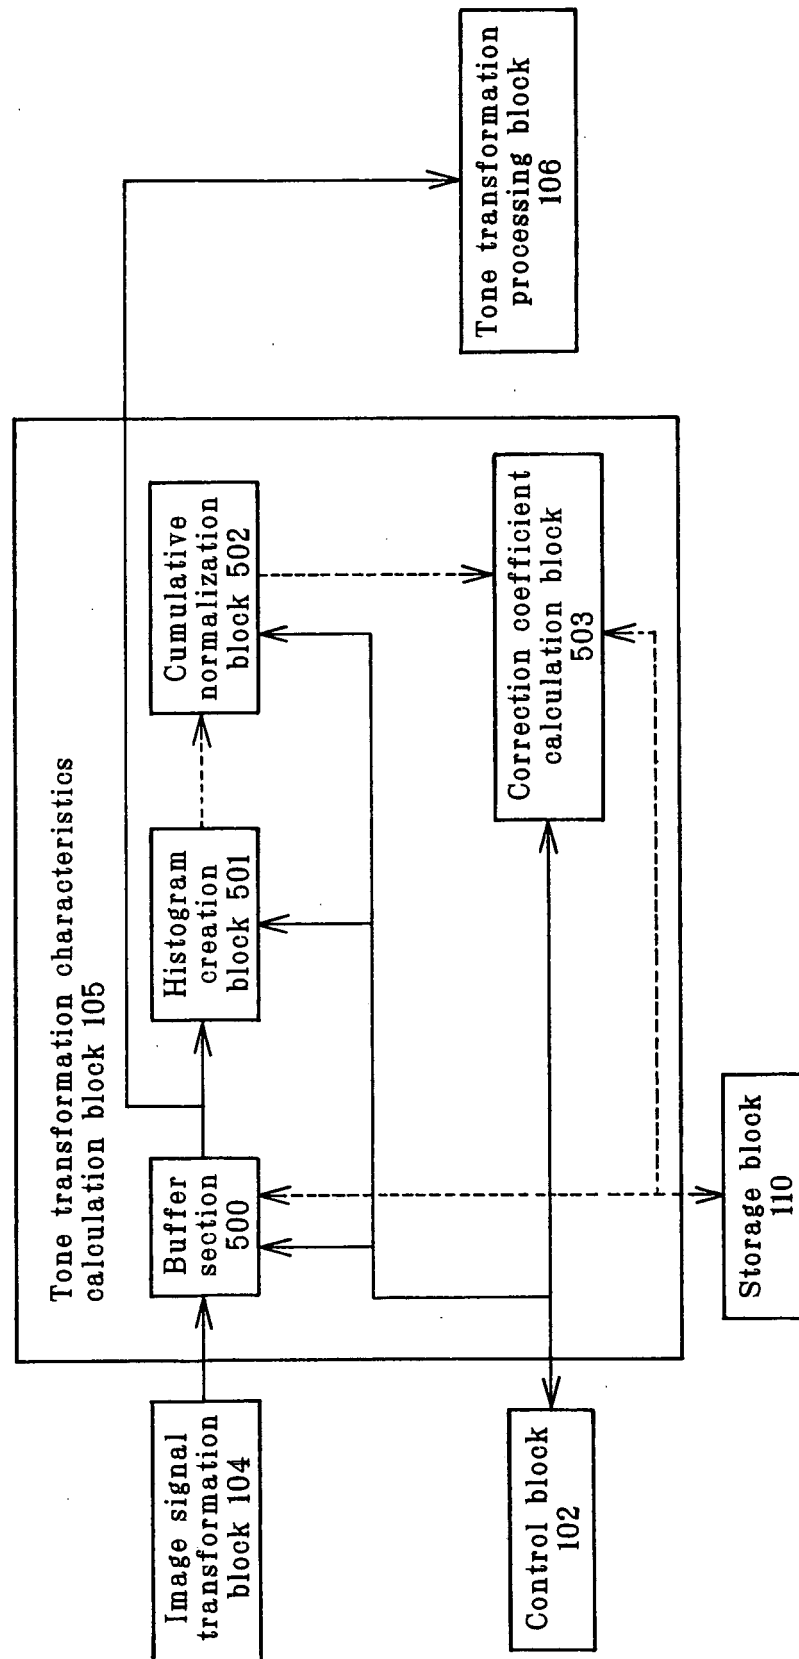 Tone transformation characteristics
calculation block 105
Image signal
transformation
block 104
Buffer
section
500
Histogram
creation
block 501
Cumulative
normalization
block 502
Tone transformation
processing block
106
Correction coefficient
calculation block
503
Control block
102
Storage block
110